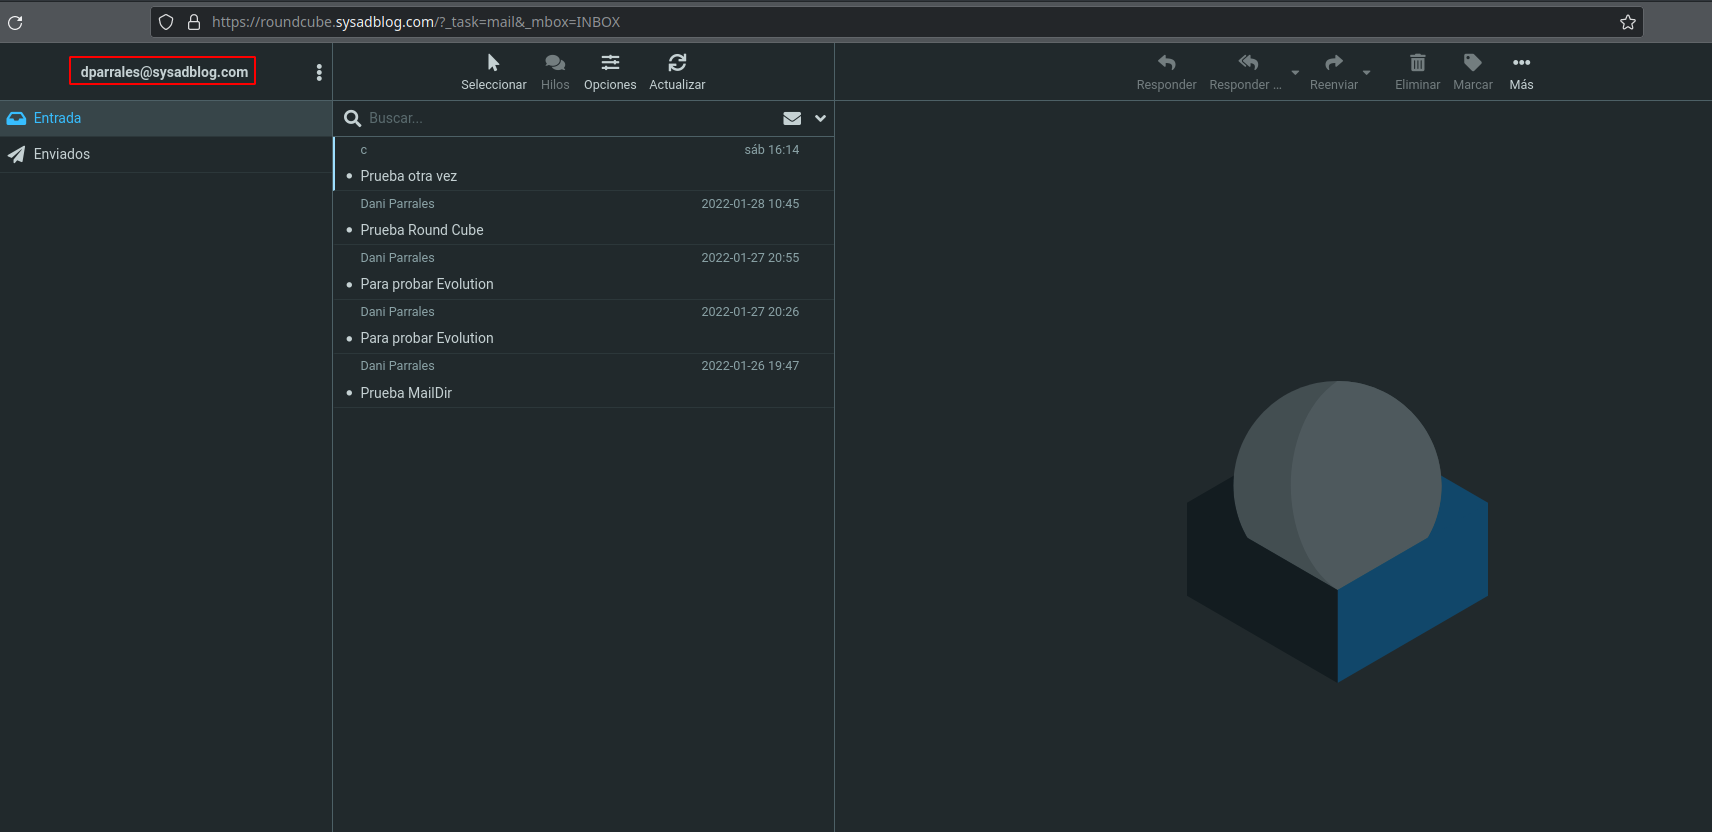 https://roundcube.sysadblog.com/?_task=mail&_mbox=INBOX
dparrales@sysadblog.com
Seleccionar
Hilos
Opciones
Actualizar
Responder
Responder ...
Reenviar
Eliminar
Marcar
Más
Entrada
Enviados
Buscar...
c sáb 16:14
Prueba otra vez
Dani Parrales 2022-01-28 10:45
Prueba Round Cube
Dani Parrales 2022-01-27 20:55
Para probar Evolution
Dani Parrales 2022-01-27 20:26
Para probar Evolution
Dani Parrales 2022-01-26 19:47
Prueba MailDir